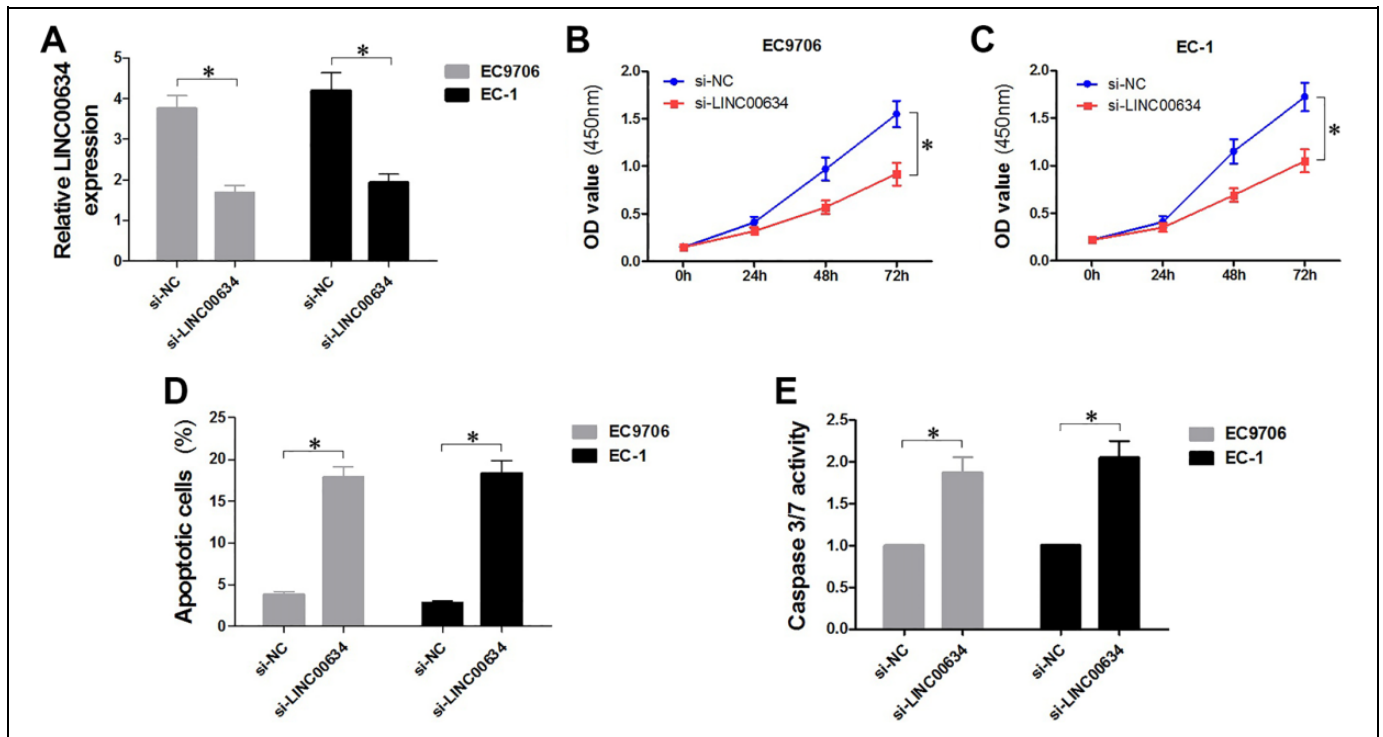 A
Relative LINC00634
expression
5
4
3
2
1
0
*
*
EC9706
EC-1
si-NC
si-LINC00634
si-NC
si-LINC00634
B
EC9706
OD value (450nm)
2.0
1.5
1.0
0.5
0.0
si-NC
si-LINC00634
*
0h
24h
48h
72h
C
EC-1
OD value (450nm)
2.0
1.5
1.0
0.5
0.0
si-NC
si-LINC00634
*
0h
24h
48h
72h
D
Apoptotic cells (%)
25
20
15
10
5
0
*
*
EC9706
EC-1
si-NC
si-LINC00634
si-NC
si-LINC00634
E
Caspase 3/7 activity
2.5
2.0
1.5
1.0
0.5
0.0
*
*
EC9706
EC-1
si-NC
si-LINC00634
si-NC
si-LINC00634